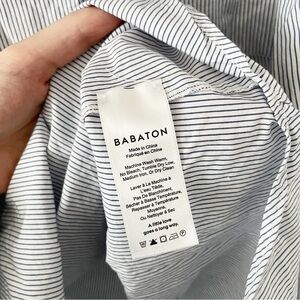 BABATON
Made in China
Fabriqué en Chine
Machine Wash Warm,
No Bleach, Tumble Dry Low,
Medium Iron, Or Dry Clean
Laver À La Machine À
L'eau Tiède,
Pas De Blanchiment,
Sécher À Basse Température,
Repasser À Température
Moyenne,
Ou Nettoyer À Sec
A little love
goes a long way.